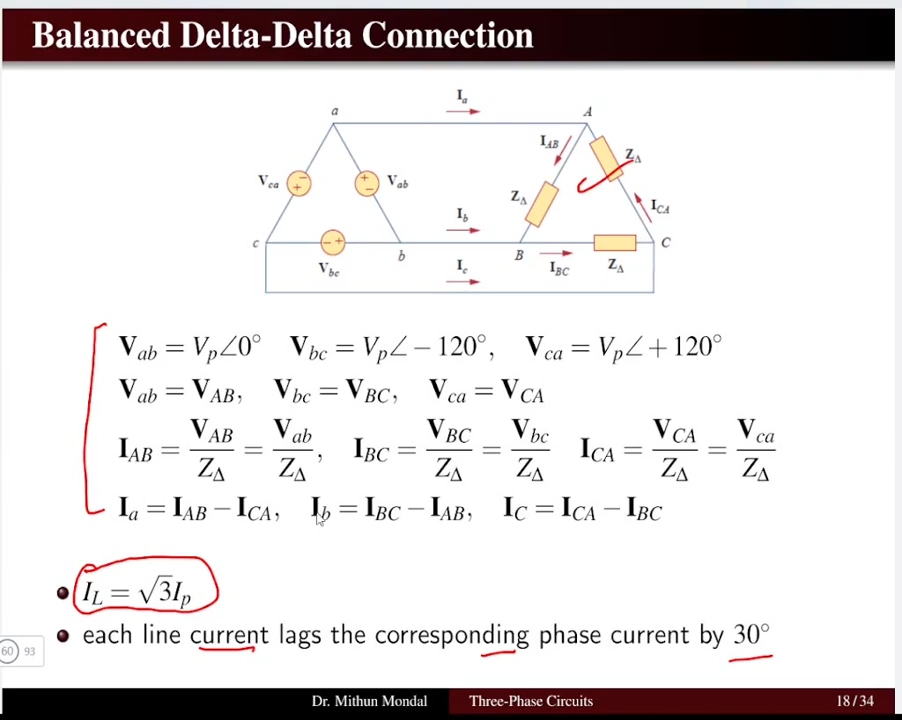 Balanced Delta-Delta Connection
I_a
a A
I_AB Z_Δ
V_ca − + + − V_ab Z_Δ I_CA
I_b
c − + b B C
V_bc I_c I_BC Z_Δ
V_ab = V_p∠0° V_bc = V_p∠ − 120°, V_ca = V_p∠ + 120°
V_ab = V_AB, V_bc = V_BC, V_ca = V_CA
I_AB = V_AB/Z_Δ = V_ab/Z_Δ, I_BC = V_BC/Z_Δ = V_bc/Z_Δ I_CA = V_CA/Z_Δ = V_ca/Z_Δ
I_a = I_AB − I_CA, I_b = I_BC − I_AB, I_C = I_CA − I_BC
I_L = √3I_p
each line current lags the corresponding phase current by 30°
60 93
Dr. Mithun Mondal Three-Phase Circuits 18/34